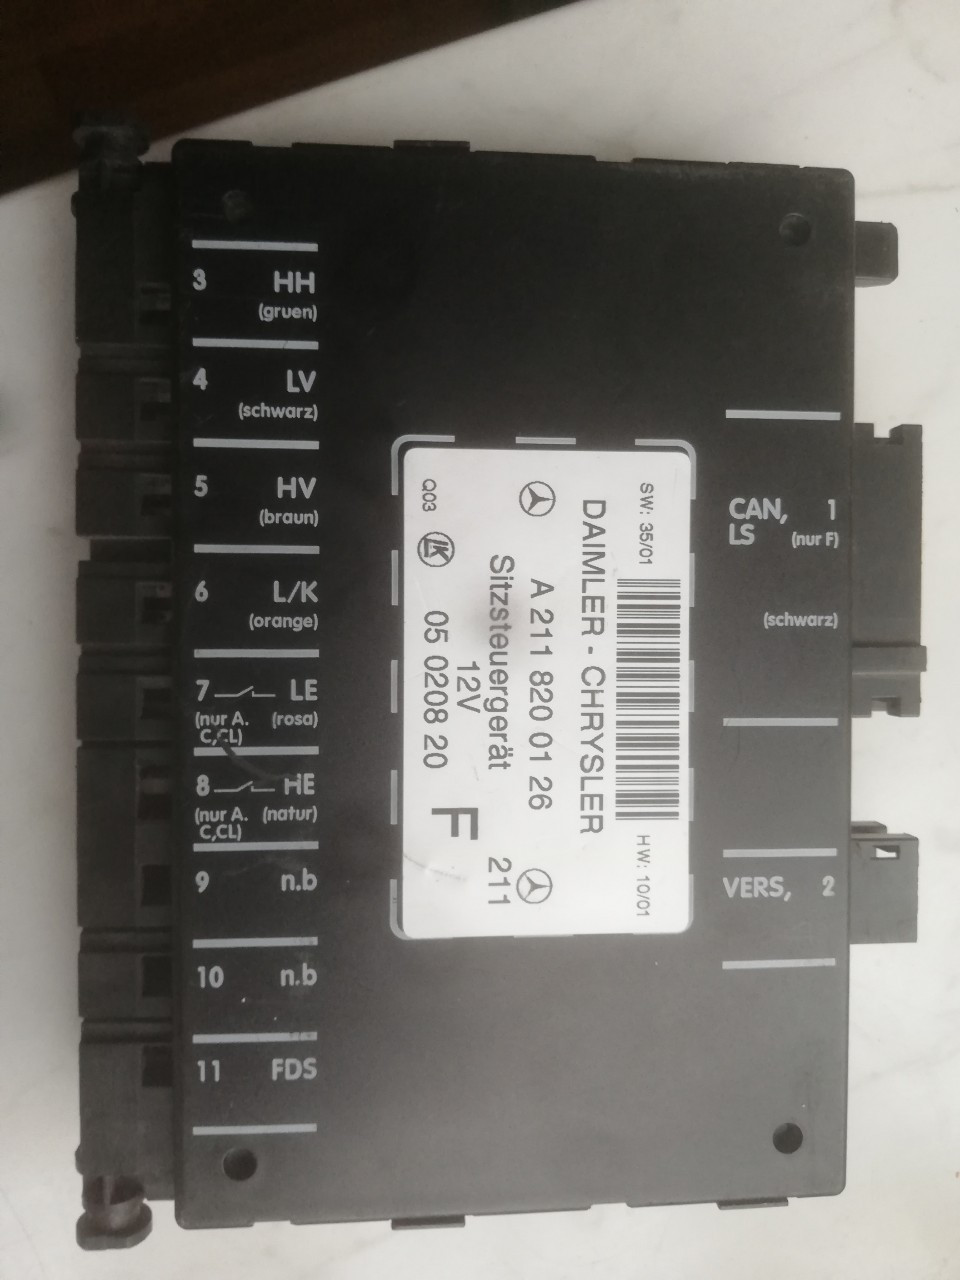 3 HH
(gruen)
4 LV
(schwarz)
5 HV
(braun)
6 L/K
(orange)
7 LE
(nur A. (rosa)
C,CL)
8 HE
(nur A. (natur)
C,CL)
9 n.b
10 n.b
11 FDS
SW: 35/01 HW: 10/01
DAIMLER - CHRYSLER
A 211 820 01 26
Sitzsteuergerät 211
12V
Q03 LK 05 0208 20 F
CAN, 1
LS (nur F)
(schwarz)
VERS, 2